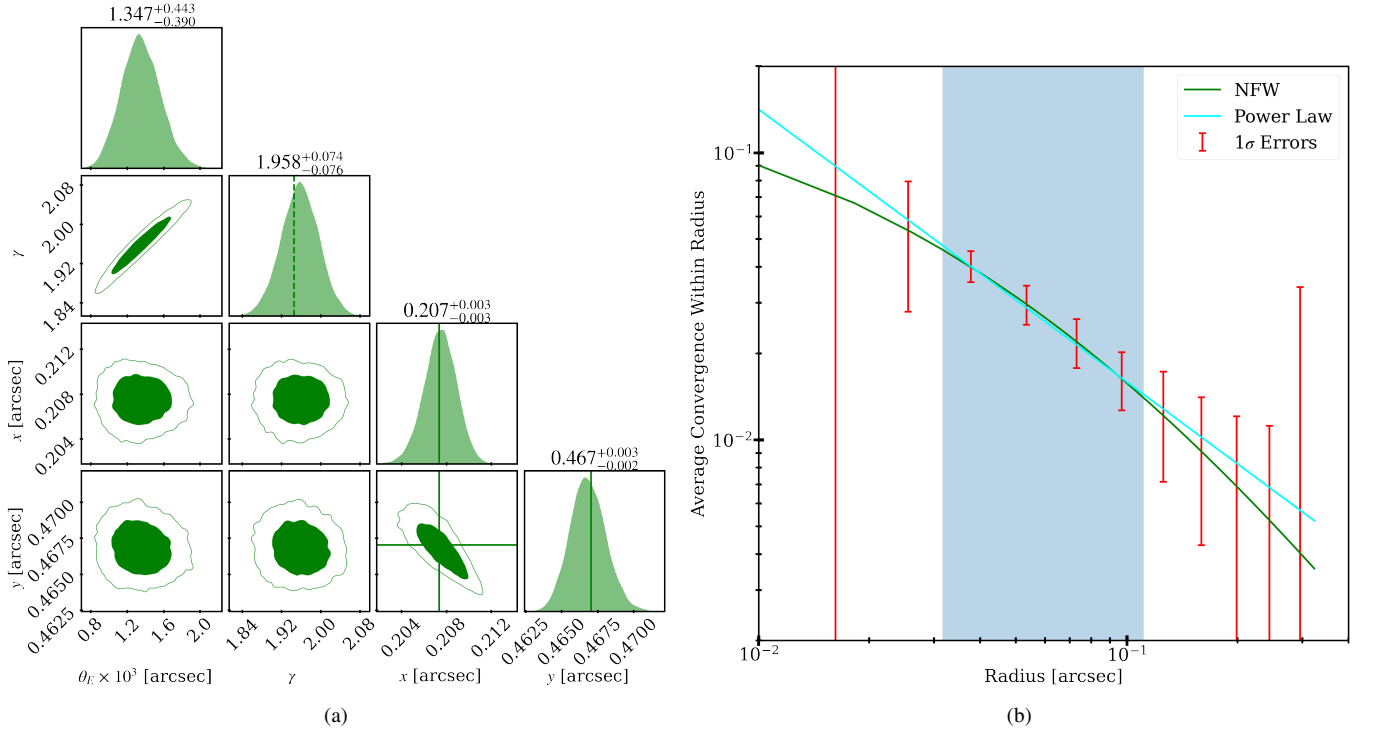 1.347+0.443−0.390
1.958+0.074−0.076
0.207+0.003−0.003
0.467+0.003−0.002
γ
2.08
2.00
1.92
1.84
x [arcsec]
0.212
0.208
0.204
y [arcsec]
0.4700
0.4675
0.4650
0.4625
0.8 1.2 1.6 2.0
1.84 1.92 2.00 2.08
0.204 0.208 0.212
0.4625 0.4650 0.4675 0.4700
θE × 10³ [arcsec]
γ
x [arcsec]
y [arcsec]
(a)
Average Convergence Within Radius
10⁻¹
10⁻²
NFW
Power Law
1σ Errors
10⁻² 10⁻¹
Radius [arcsec]
(b)